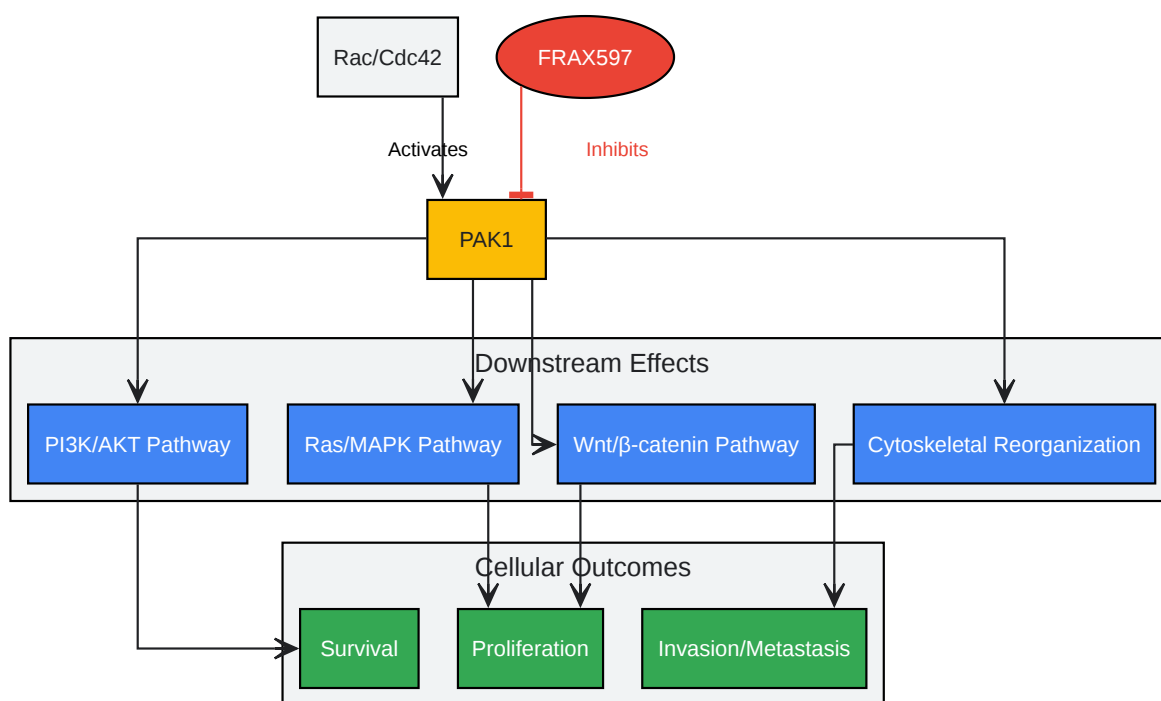 Rac/Cdc42
FRAX597
Activates
Inhibits
PAK1
Downstream Effects
PI3K/AKT Pathway
Ras/MAPK Pathway
Wnt/β-catenin Pathway
Cytoskeletal Reorganization
Cellular Outcomes
Survival
Proliferation
Invasion/Metastasis